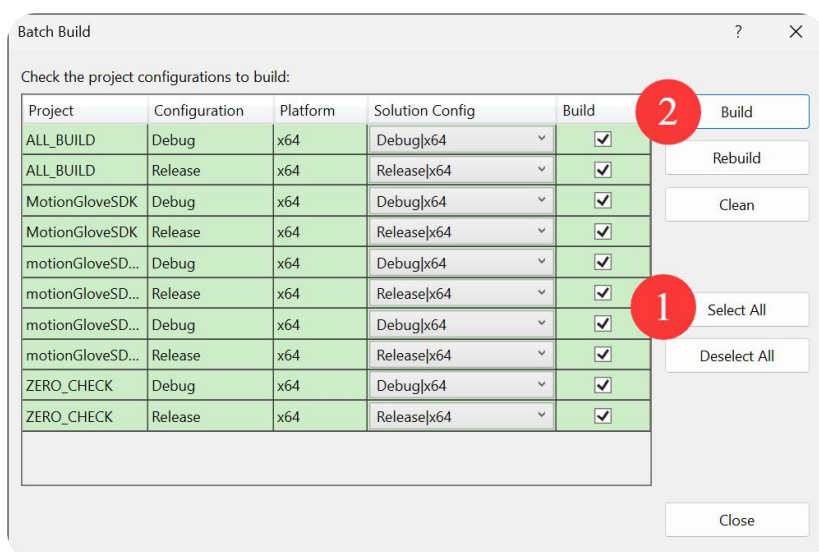 Batch Build ? ×
Check the project configurations to build:
Project Configuration Platform Solution Config Build
ALL_BUILD Debug x64 Debug|x64
ALL_BUILD Release x64 Release|x64
MotionGloveSDK Debug x64 Debug|x64
MotionGloveSDK Release x64 Release|x64
motionGloveSD... Debug x64 Debug|x64
motionGloveSD... Release x64 Release|x64
motionGloveSD... Debug x64 Debug|x64
motionGloveSD... Release x64 Release|x64
ZERO_CHECK Debug x64 Debug|x64
ZERO_CHECK Release x64 Release|x64
2 Build
Rebuild
Clean
1 Select All
Deselect All
Close